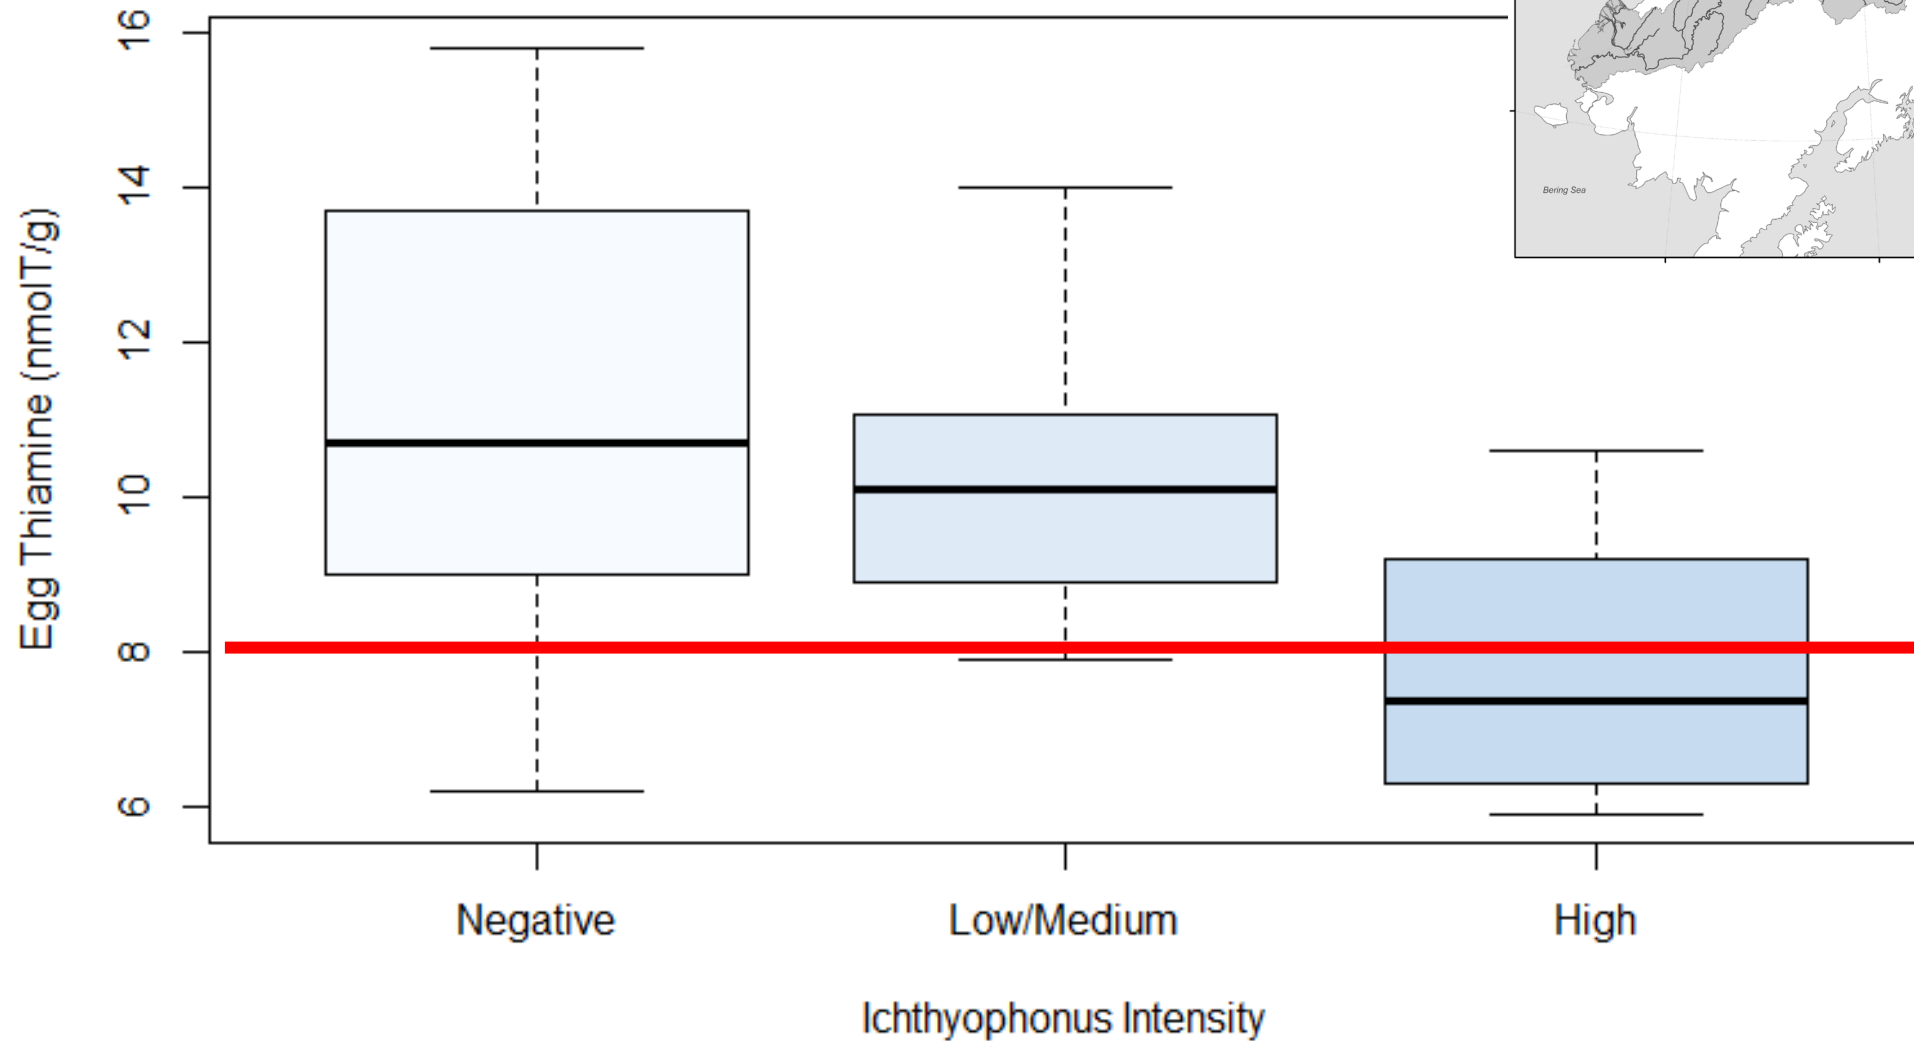 Egg Thiamine (nmolT/g)
16
14
12
10
8
6
Negative
Low/Medium
High
Ichthyophonus Intensity
Bering Sea